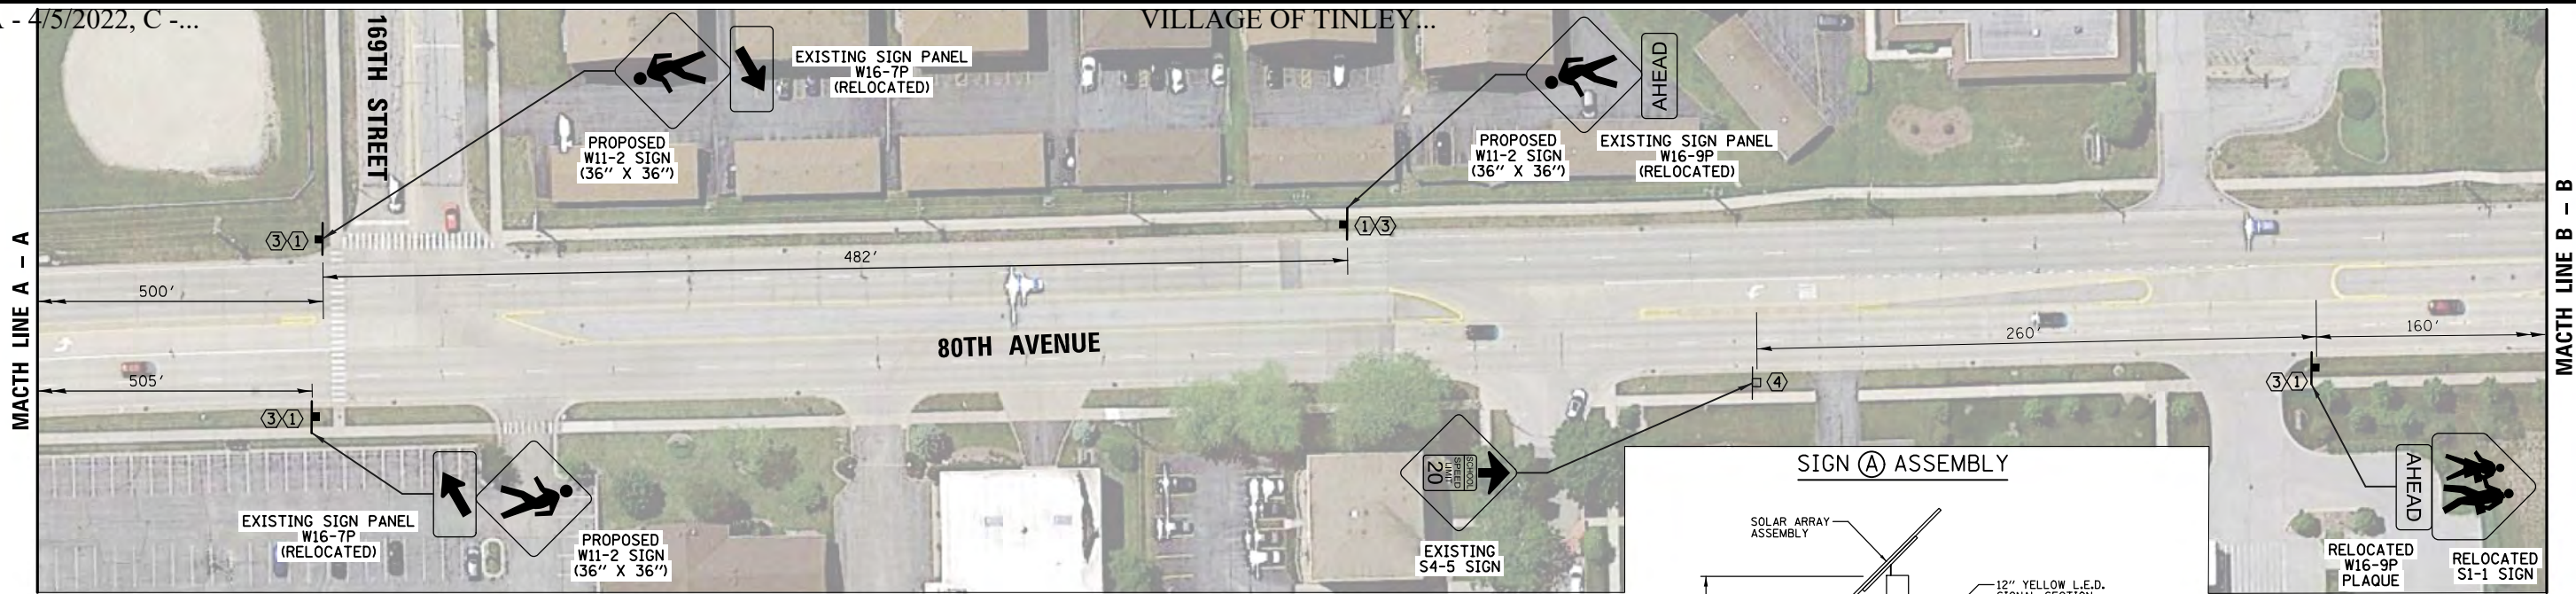 A - 4/5/2022, C -...
VILLAGE OF TINLEY...
169TH STREET
EXISTING SIGN PANEL
W16-7P
(RELOCATED)
PROPOSED
W11-2 SIGN
(36" X 36")
AHEAD
PROPOSED
W11-2 SIGN
(36" X 36")
EXISTING SIGN PANEL
W16-9P
(RELOCATED)
MACTH LINE A - A
MACTH LINE B - B
3 1
1 3
482'
500'
80TH AVENUE
260'
160'
505'
3 1
4
3 1
EXISTING SIGN PANEL
W16-7P
(RELOCATED)
PROPOSED
W11-2 SIGN
(36" X 36")
SCHOOL
SPEED
LIMIT
20
EXISTING
S4-5 SIGN
SIGN A ASSEMBLY
SOLAR ARRAY
ASSEMBLY
12" YELLOW L.E.D.
SIGNAL SECTION
AHEAD
RELOCATED
W16-9P
PLAQUE
RELOCATED
S1-1 SIGN